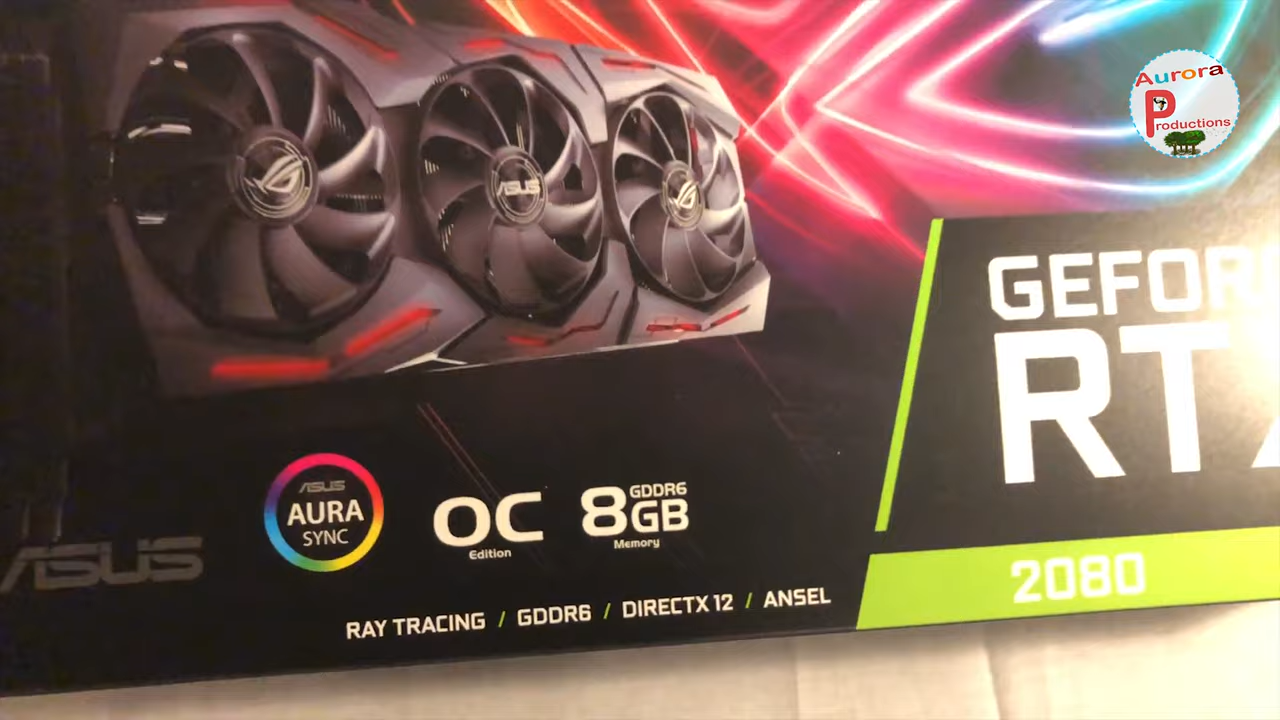 Aurora
Productions
ASUS
GEFOR
RT
ASUS
AURA
SYNC
OC
Edition
8GB
GDDR6
Memory
ASUS
2080
RAY TRACING / GDDR6 / DIRECTX 12 / ANSEL